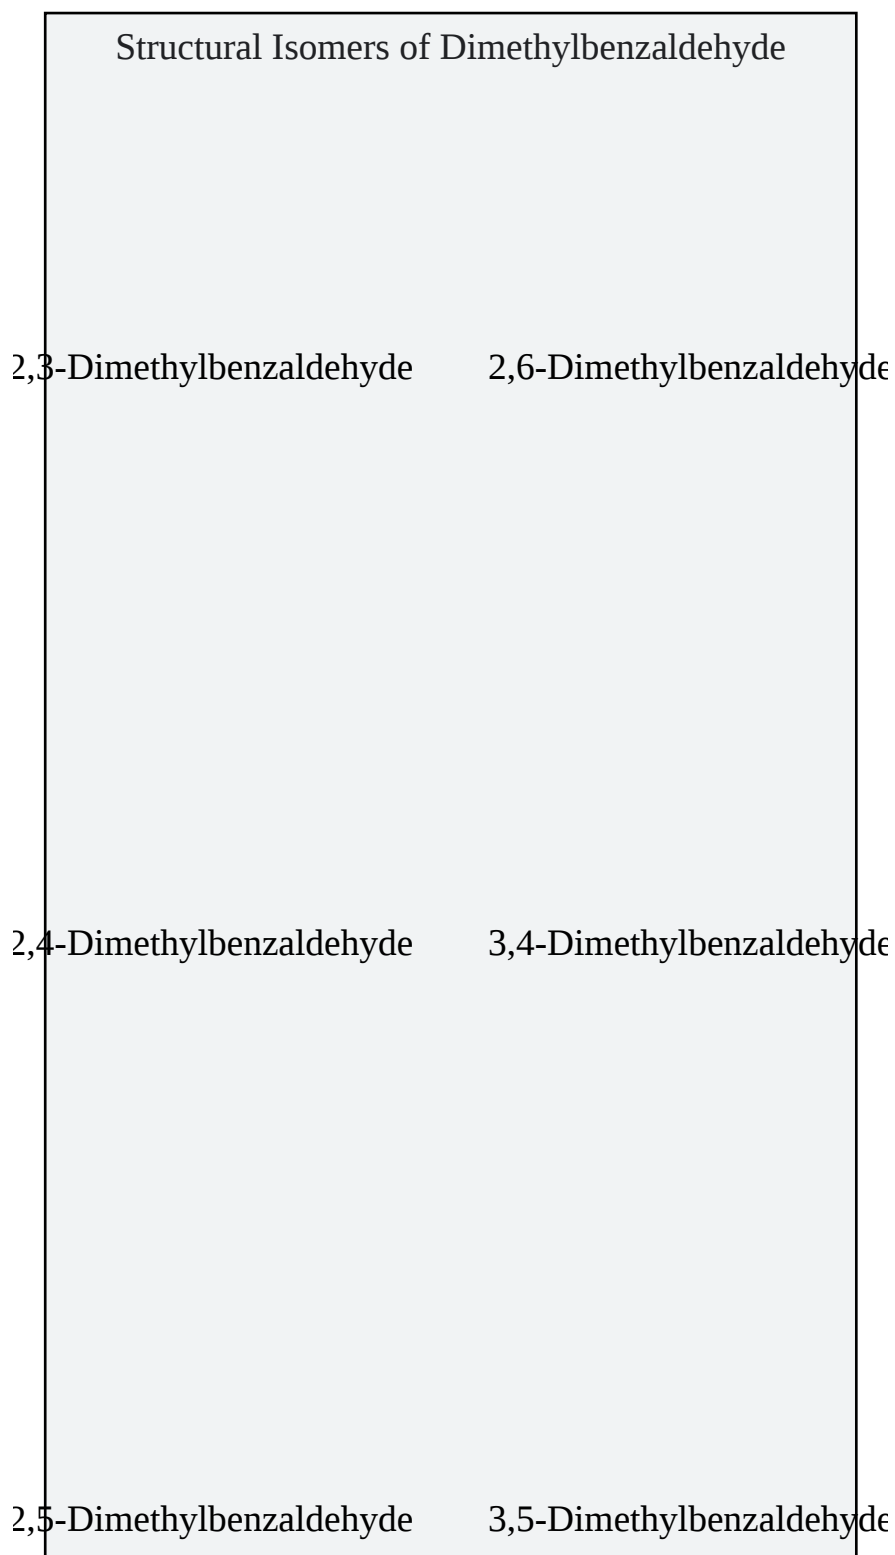 Structural Isomers of Dimethylbenzaldehyde
2,3-Dimethylbenzaldehyde
2,6-Dimethylbenzaldehyde
2,4-Dimethylbenzaldehyde
3,4-Dimethylbenzaldehyde
2,5-Dimethylbenzaldehyde
3,5-Dimethylbenzaldehyde